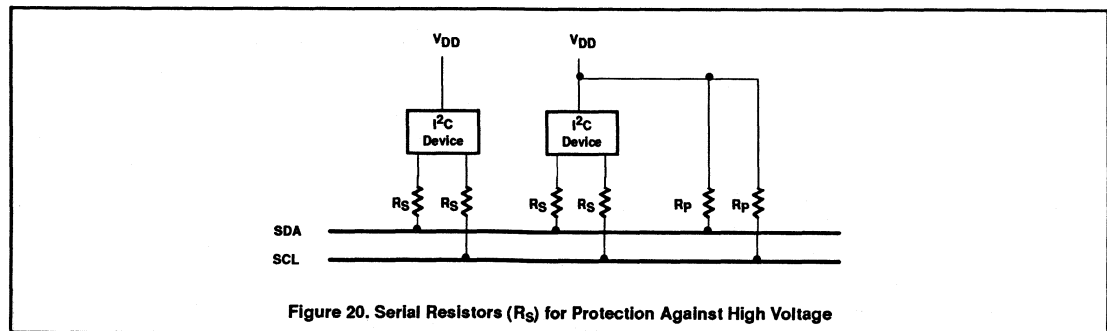 VDD VDD
I²C Device I²C Device
RS RS RS RS RP RP
SDA
SCL
Figure 20. Serial Resistors (RS) for Protection Against High Voltage